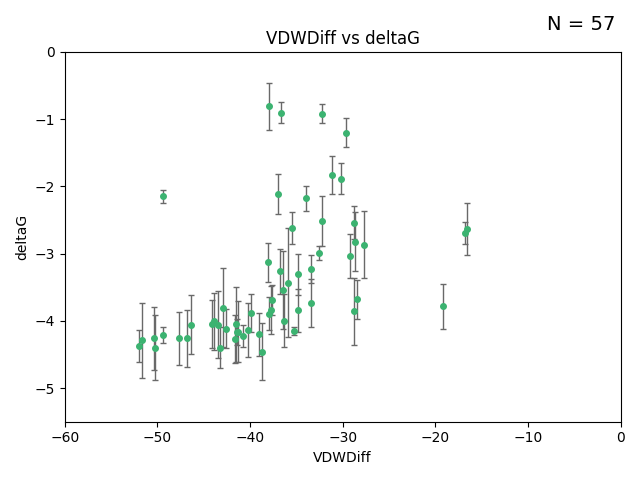 N = 57
VDWDiff vs deltaG
0
−1
−2
−3
−4
−5
deltaG
−60 −50 −40 −30 −20 −10 0
VDWDiff